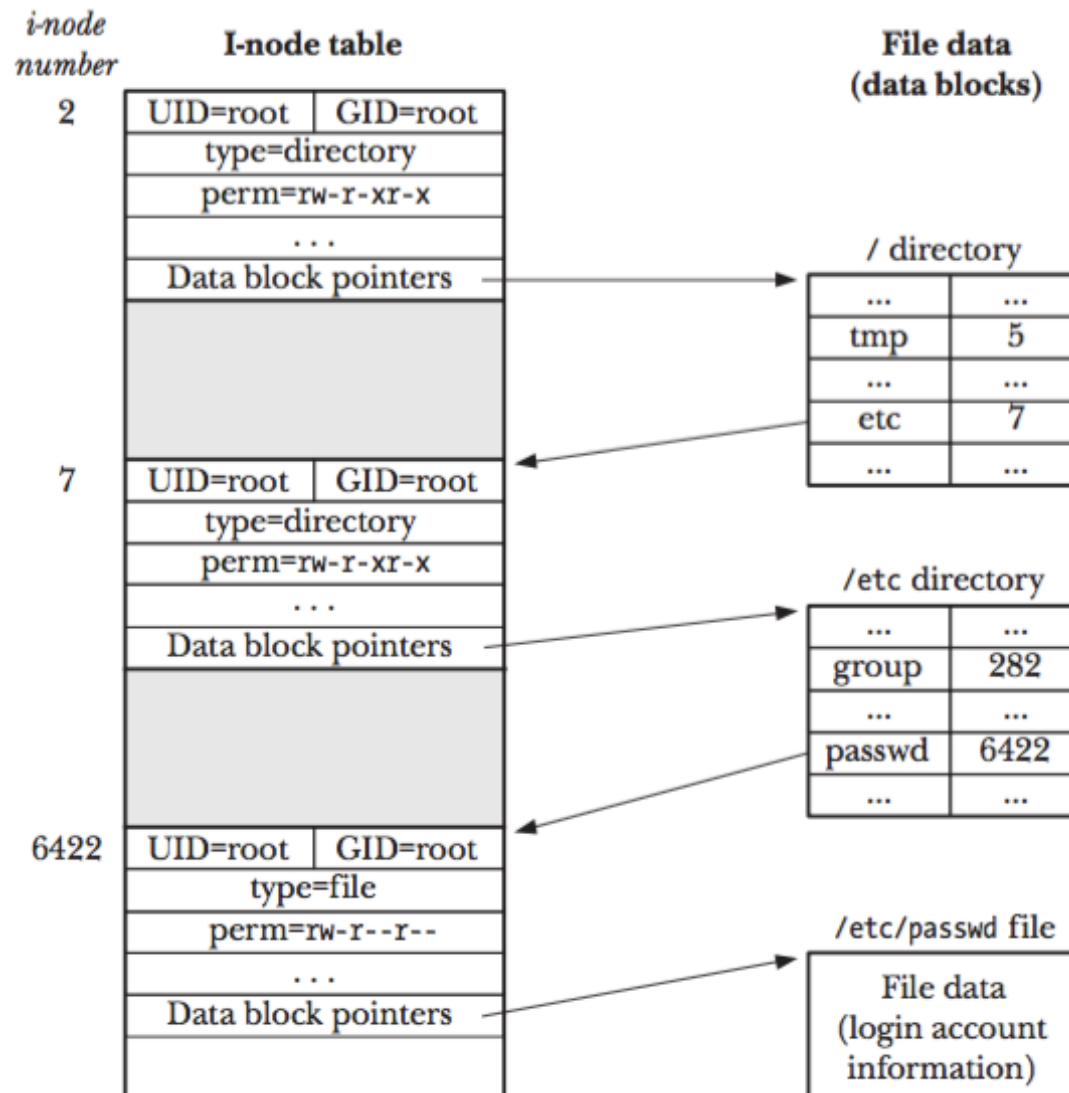 i-node
number
I-node table
File data
(data blocks)
2
UID=root GID=root
type=directory
perm=rw-r-xr-x
. . .
Data block pointers
/ directory
... ...
tmp 5
... ...
etc 7
... ...
7
UID=root GID=root
type=directory
perm=rw-r-xr-x
. . .
Data block pointers
/etc directory
... ...
group 282
... ...
passwd 6422
... ...
6422
UID=root GID=root
type=file
perm=rw-r--r--
. . .
Data block pointers
/etc/passwd file
File data
(login account
information)